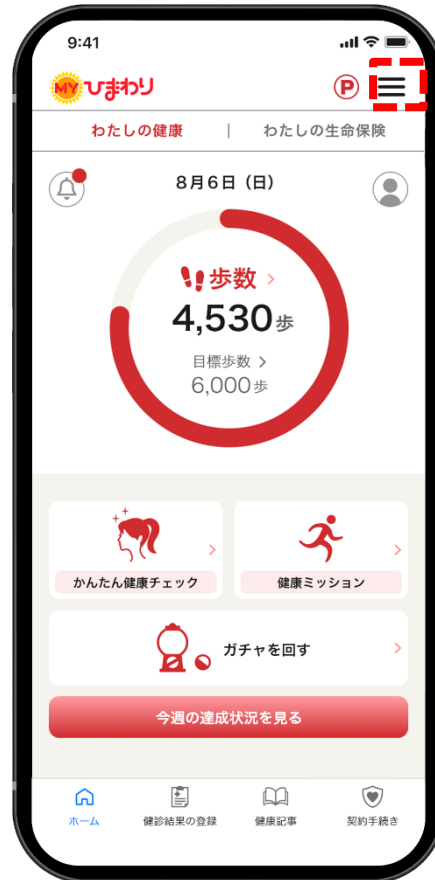 9:41
MY ひまわり
P
わたしの健康 | わたしの生命保険
8月6日（日）
歩数
4,530歩
目標歩数
6,000歩
かんたん健康チェック
健康ミッション
ガチャを回す
今週の達成状況を見る
ホーム
健診結果の登録
健康記事
契約手続き